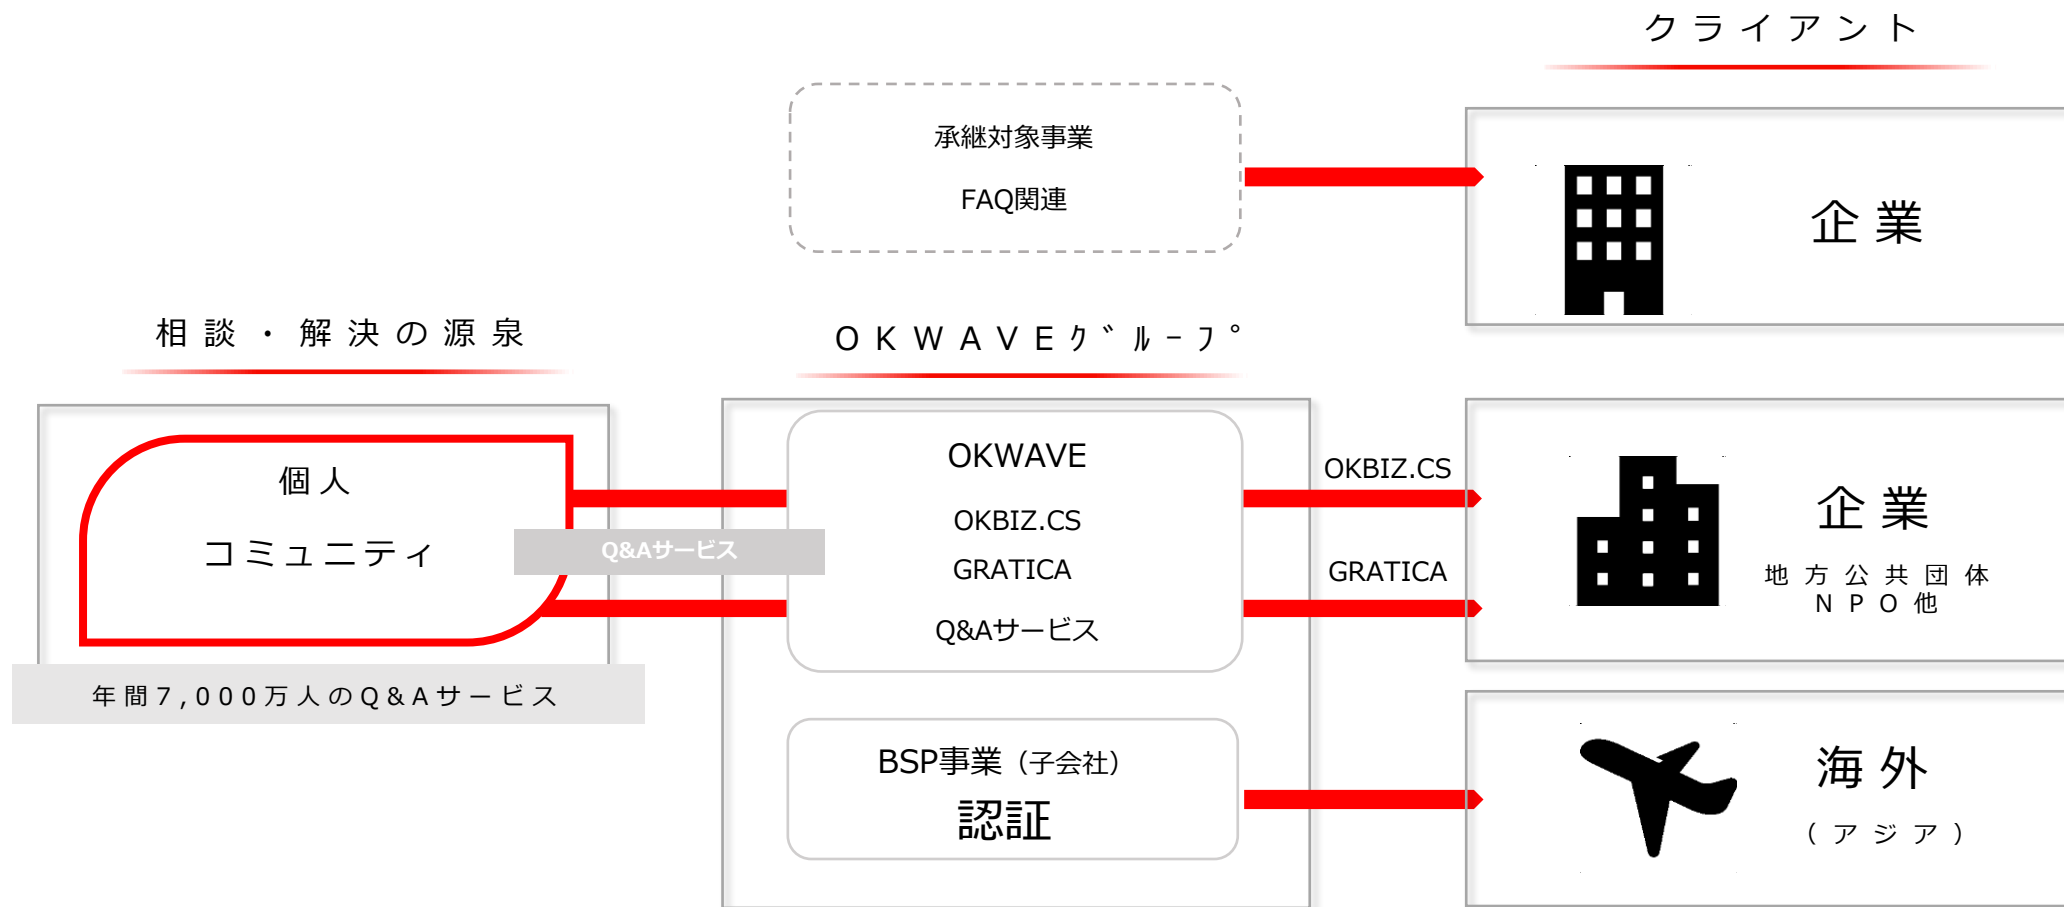 クライアント
承継対象事業
FAQ関連
企業
相談・解決の源泉
OKWAVEｸﾞﾙｰﾌﾟ
個人
コミュニティ
Q&Aサービス
年間7,000万人のQ&Aサービス
OKWAVE
OKBIZ.CS
GRATICA
Q&Aサービス
OKBIZ.CS
GRATICA
企業
地方公共団体
NPO他
BSP事業（子会社）
認証
海外
（アジア）